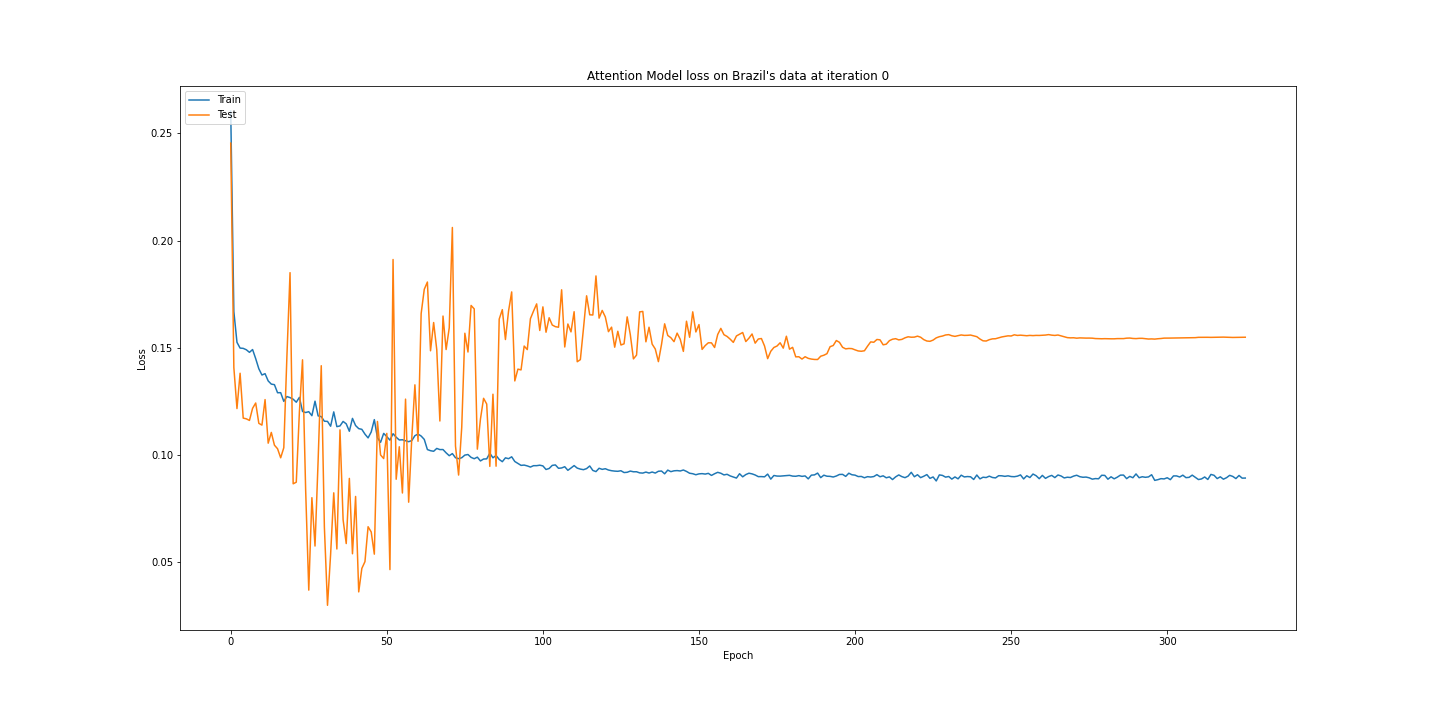 Attention Model loss on Brazil's data at iteration 0
Train
Test
0.25
0.20
0.15
0.10
0.05
Loss
0 50 100 150 200 250 300
Epoch